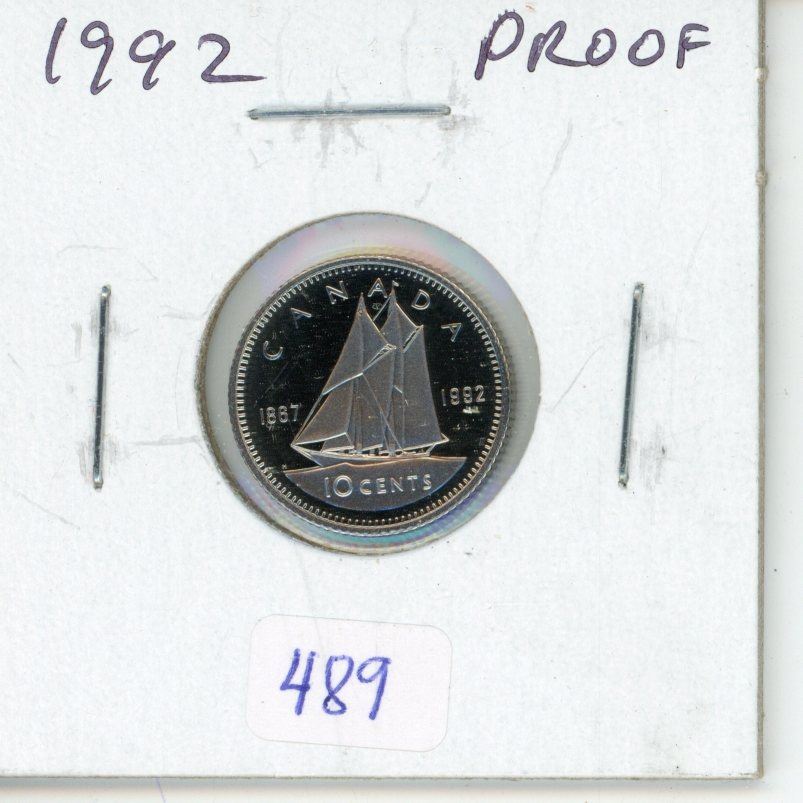 1992 PROOF
CANADA
1867 1992
10 CENTS
489